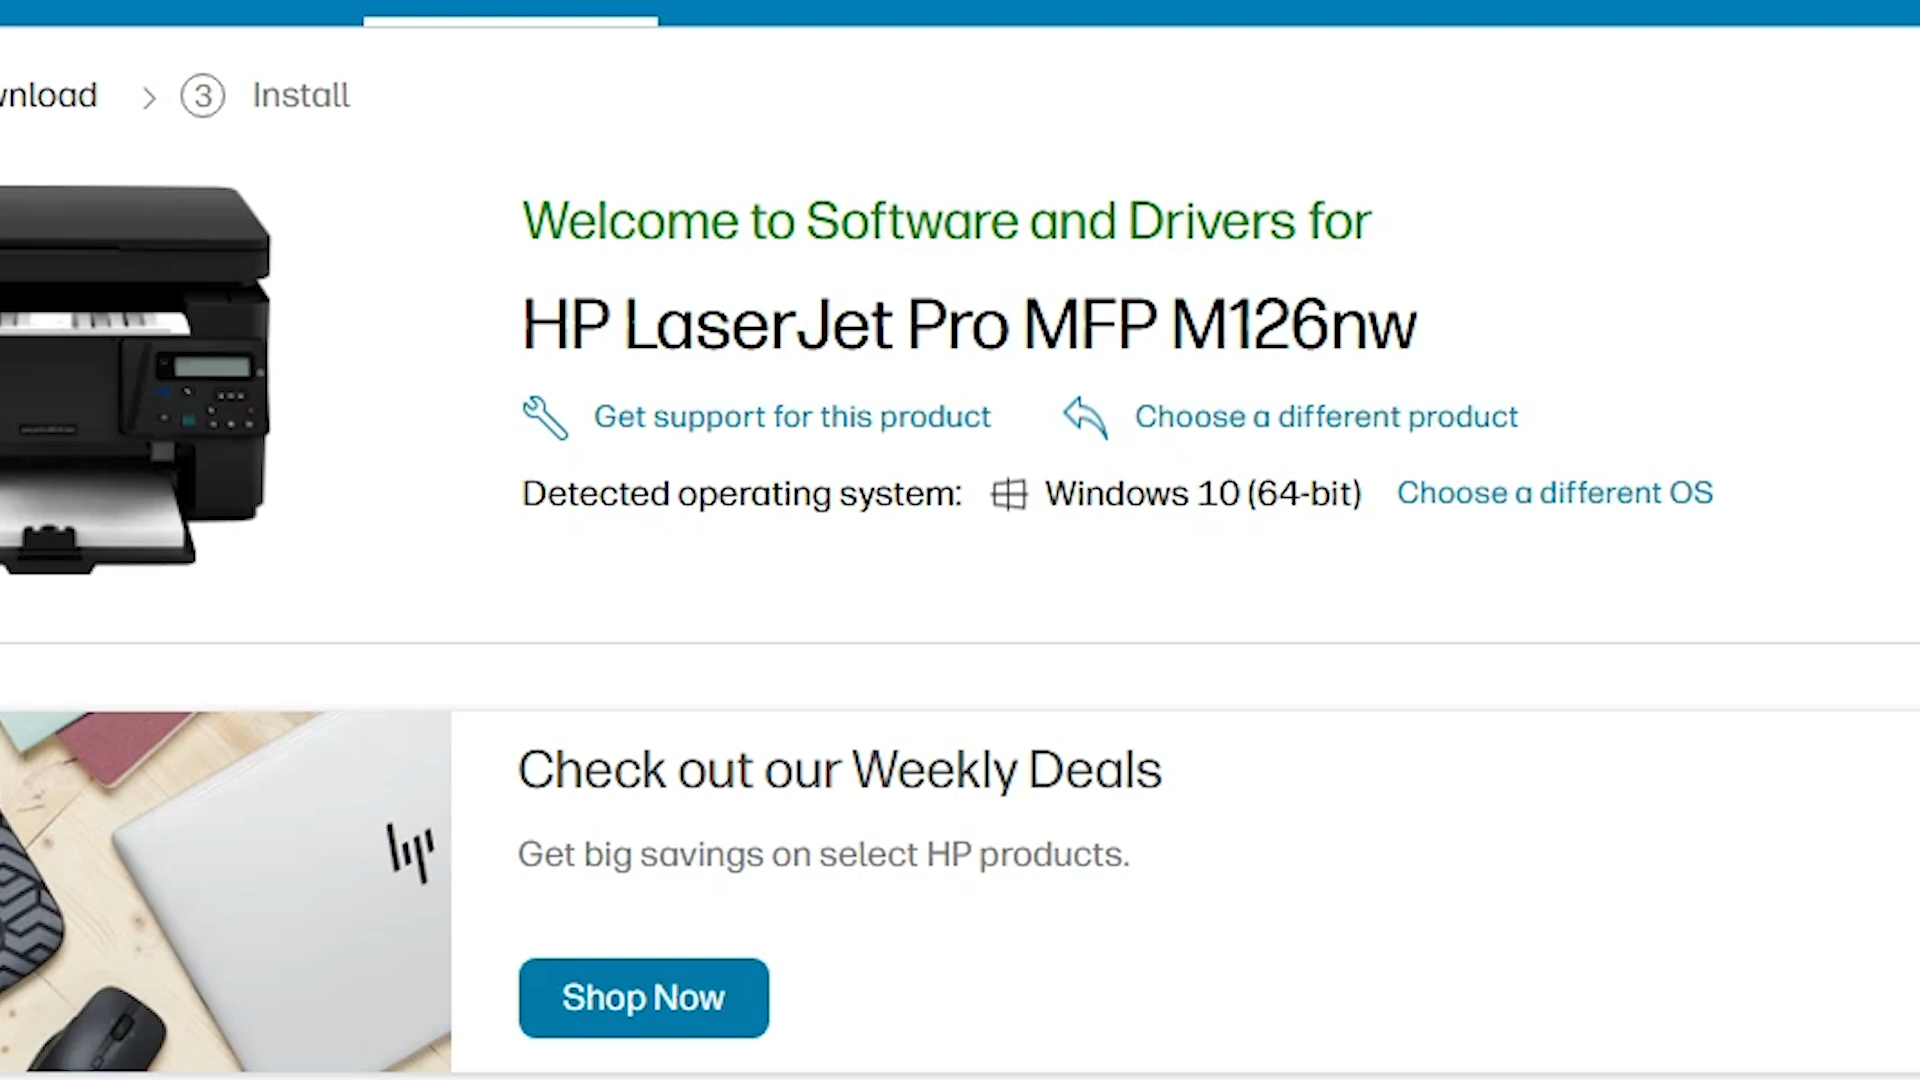 wnload > 3 Install
Welcome to Software and Drivers for
HP LaserJet Pro MFP M126nw
Get support for this product Choose a different product
Detected operating system: Windows 10 (64-bit) Choose a different OS
Check out our Weekly Deals
hp
Get big savings on select HP products.
Shop Now